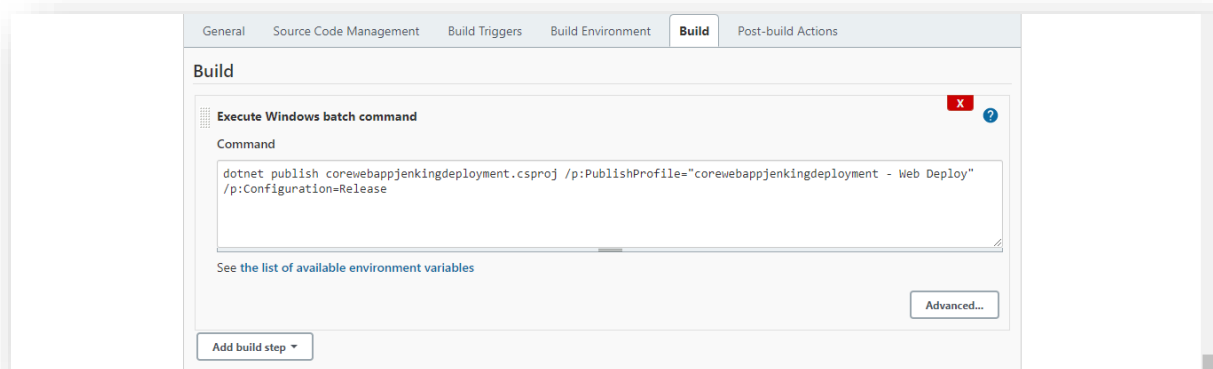 General Source Code Management Build Triggers Build Environment Build Post-build Actions
Build
X
Execute Windows batch command
?
Command
dotnet publish corewebappjenkingdeployment.csproj /p:PublishProfile="corewebappjenkingdeployment - Web Deploy"
/p:Configuration=Release
See the list of available environment variables
Advanced...
Add build step